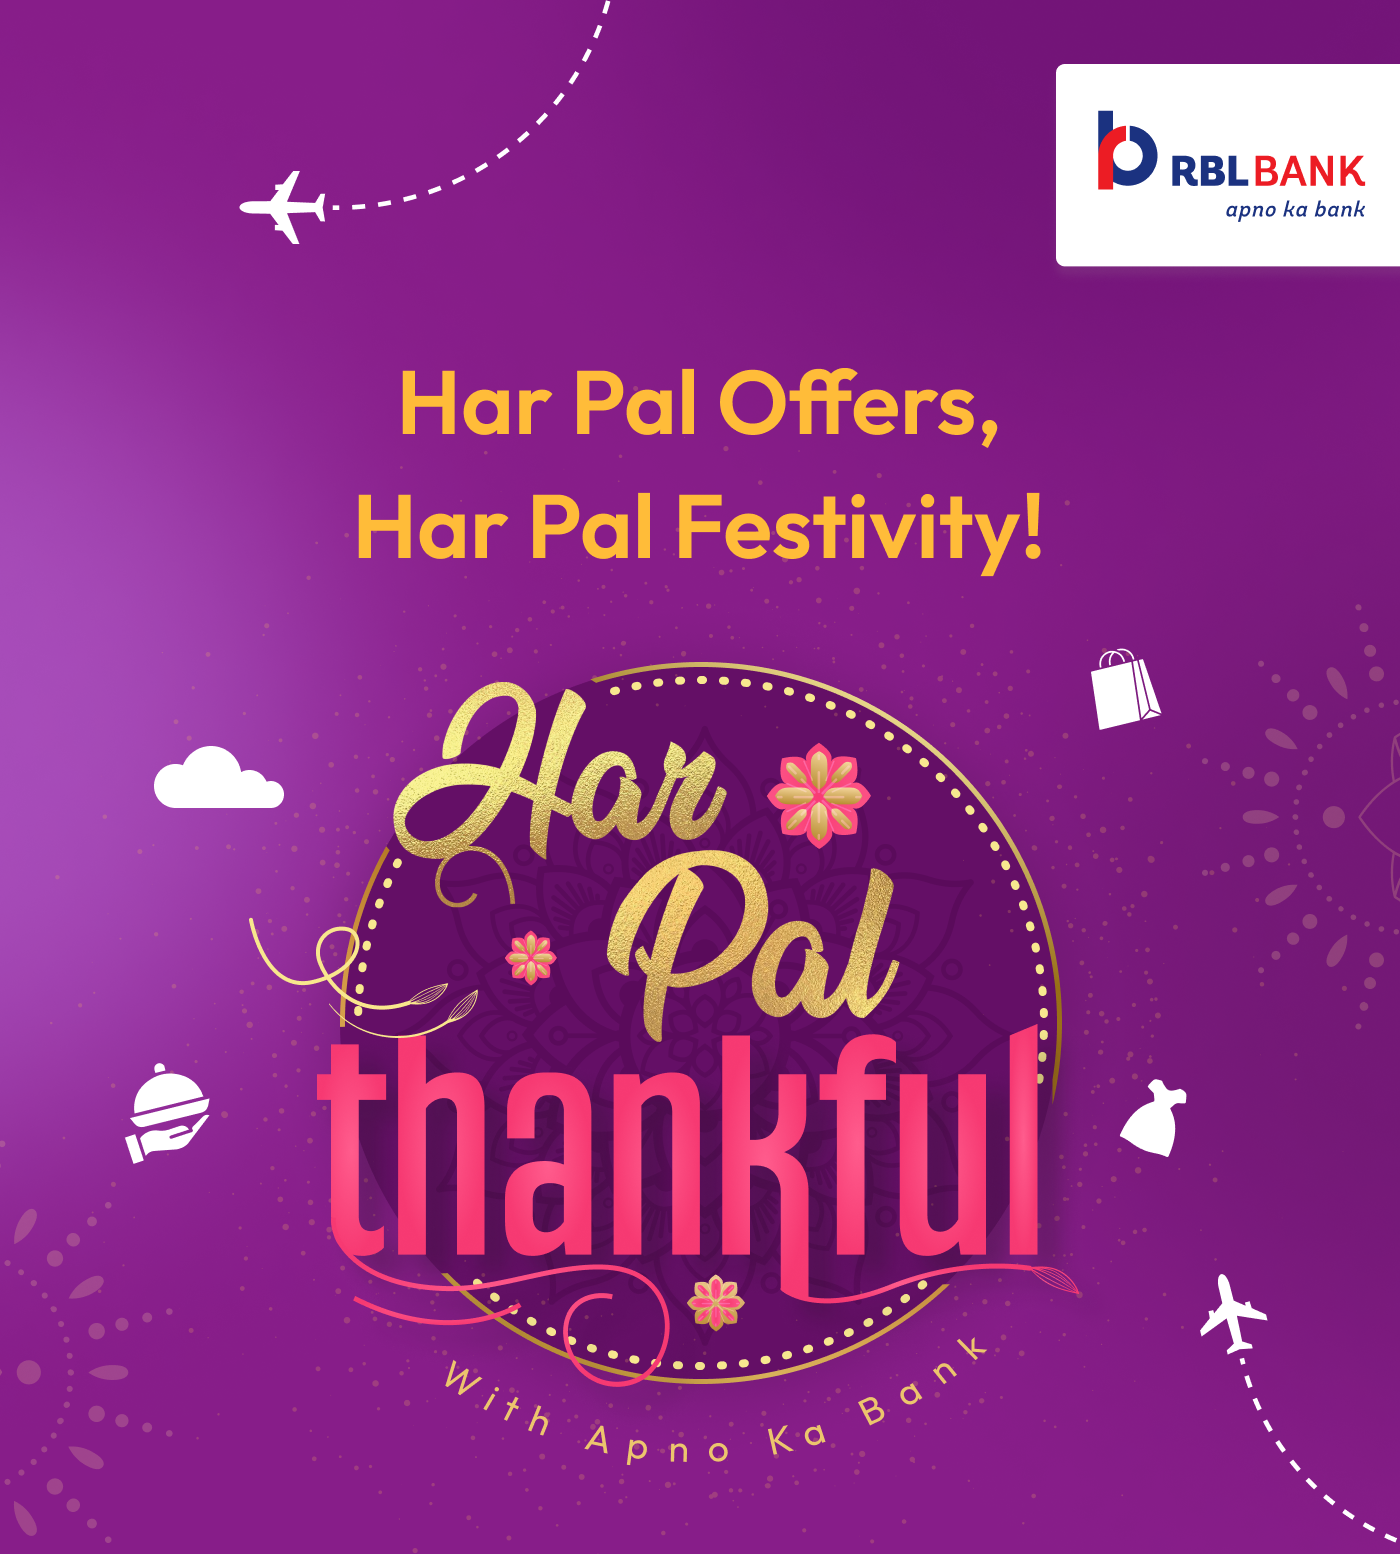 RBL BANK
apno ka bank
Har Pal Offers,
Har Pal Festivity!
Har
Pal
thankful
With Apno Ka Bank